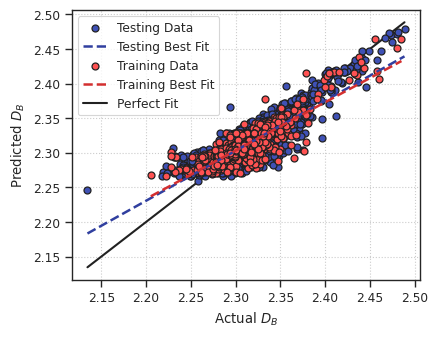 2.50
2.45
2.40
2.35
2.30
2.25
2.20
2.15
Predicted D_B
Testing Data
Testing Best Fit
Training Data
Training Best Fit
Perfect Fit
2.15 2.20 2.25 2.30 2.35 2.40 2.45 2.50
Actual D_B